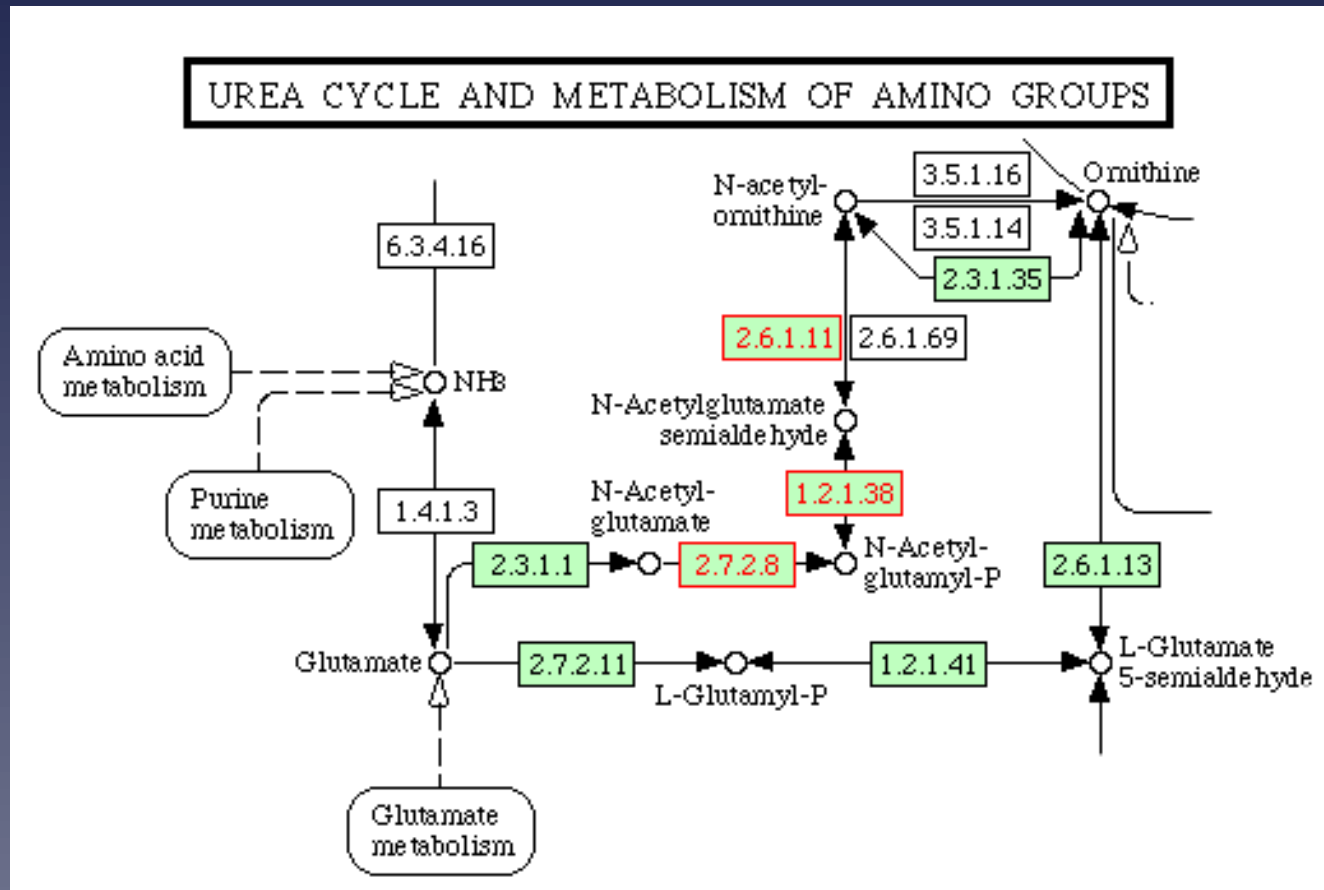 UREA CYCLE AND METABOLISM OF AMINO GROUPS
N-acetyl-
ornithine
3.5.1.16
Ornithine
3.5.1.14
6.3.4.16
2.3.1.35
2.6.1.11
2.6.1.69
Amino acid
metabolism
NH3
N-Acetylglutamate
semialdehyde
Purine
metabolism
1.4.1.3
N-Acetyl-
glutamate
1.2.1.38
2.3.1.1
2.7.2.8
N-Acetyl-
glutamyl-P
2.6.1.13
Glutamate
2.7.2.11
L-Glutamyl-P
1.2.1.41
L-Glutamate
5-semialdehyde
Glutamate
metabolism